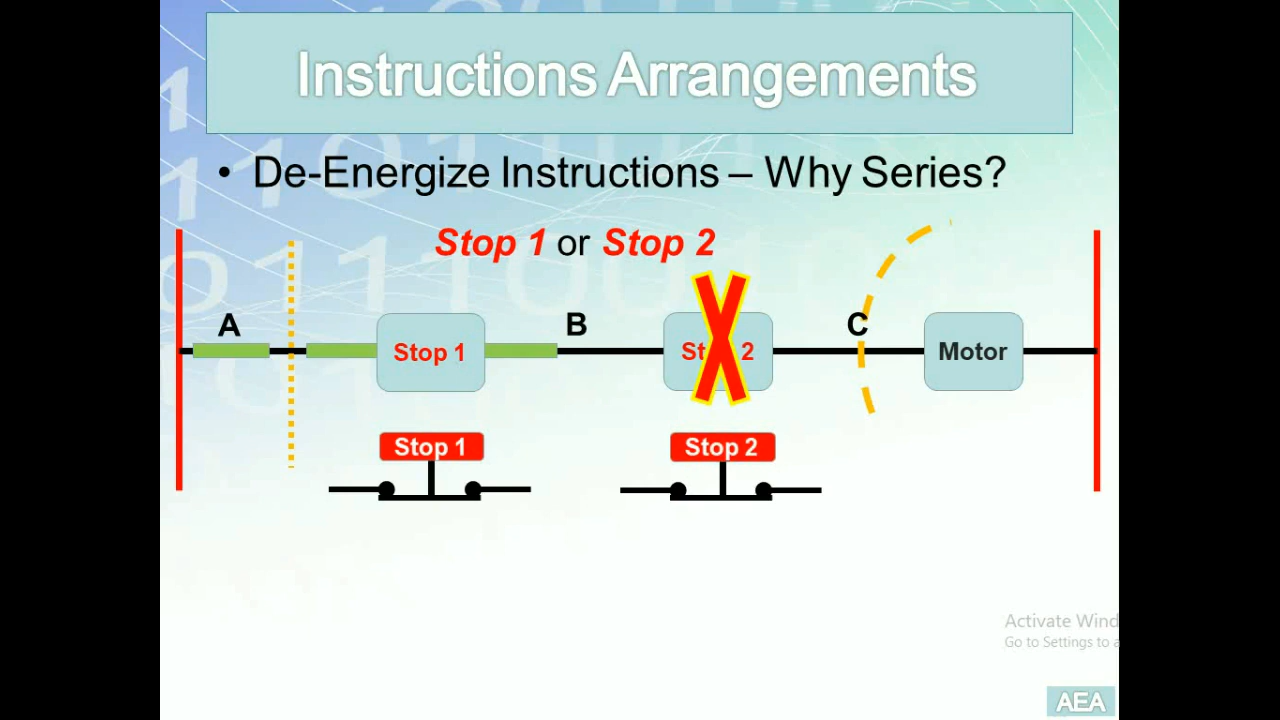 Instructions Arrangements
• De-Energize Instructions – Why Series?
Stop 1 or Stop 2
A
B
C
Stop 1
Motor
Stop 1
Stop 2
Activate Wind
Go to Settings to a
AEA